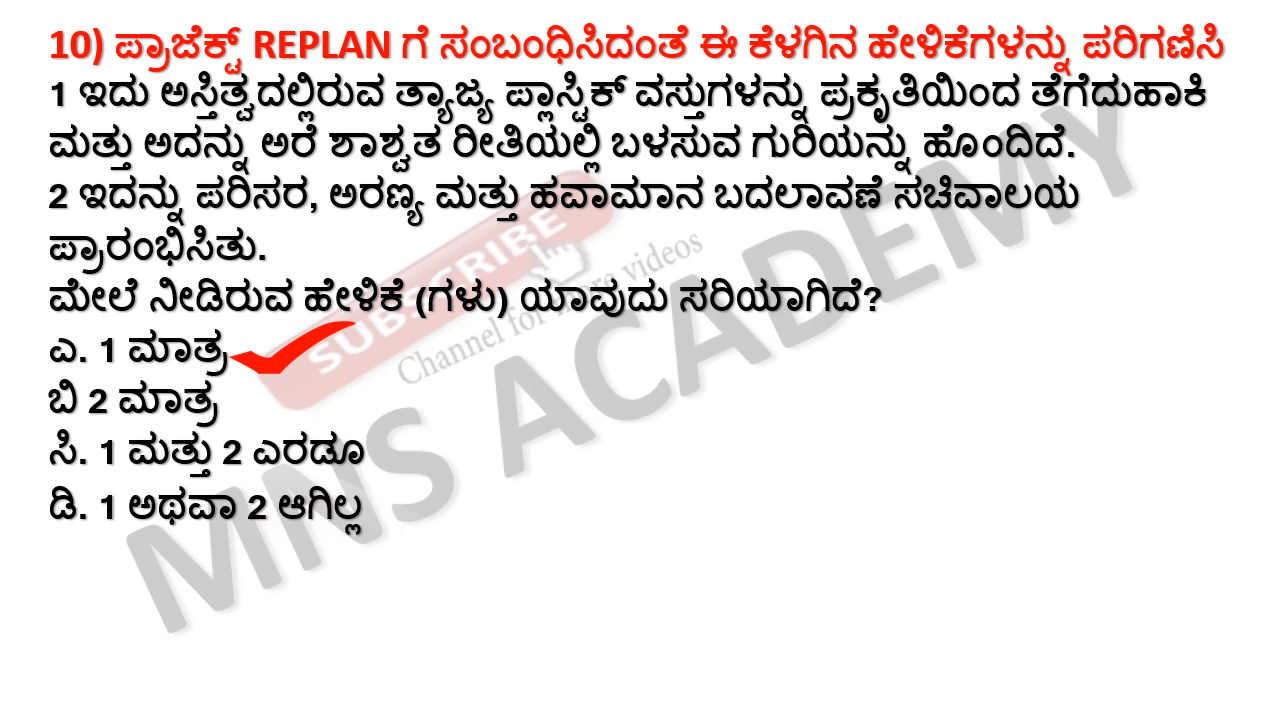 10) ಪ್ರಾಜೆಕ್ಟ್ REPLAN ಗೆ ಸಂಬಂಧಿಸಿದಂತೆ ಈ ಕೆಳಗಿನ ಹೇಳಿಕೆಗಳನ್ನು ಪರಿಗಣಿಸಿ
1 ಇದು ಅಸ್ತಿತ್ವದಲ್ಲಿರುವ ತ್ಯಾಜ್ಯ ಪ್ಲಾಸ್ಟಿಕ್ ವಸ್ತುಗಳನ್ನು ಪ್ರಕೃತಿಯಿಂದ ತೆಗೆದುಹಾಕಿ
ಮತ್ತು ಅದನ್ನು ಅರೆ ಶಾಶ್ವತ ರೀತಿಯಲ್ಲಿ ಬಳಸುವ ಗುರಿಯನ್ನು ಹೊಂದಿದೆ.
2 ಇದನ್ನು ಪರಿಸರ, ಅರಣ್ಯ ಮತ್ತು ಹವಾಮಾನ ಬದಲಾವಣೆ ಸಚಿವಾಲಯ
ಪ್ರಾರಂಭಿಸಿತು.
ಮೇಲೆ ನೀಡಿರುವ ಹೇಳಿಕೆ (ಗಳು) ಯಾವುದು ಸರಿಯಾಗಿದೆ?
ಎ. 1 ಮಾತ್ರ
ಬಿ 2 ಮಾತ್ರ
ಸಿ. 1 ಮತ್ತು 2 ಎರಡೂ
ಡಿ. 1 ಅಥವಾ 2 ಆಗಿಲ್ಲ
SUBSCRIBE
Channel for more videos
MNS ACADEMY